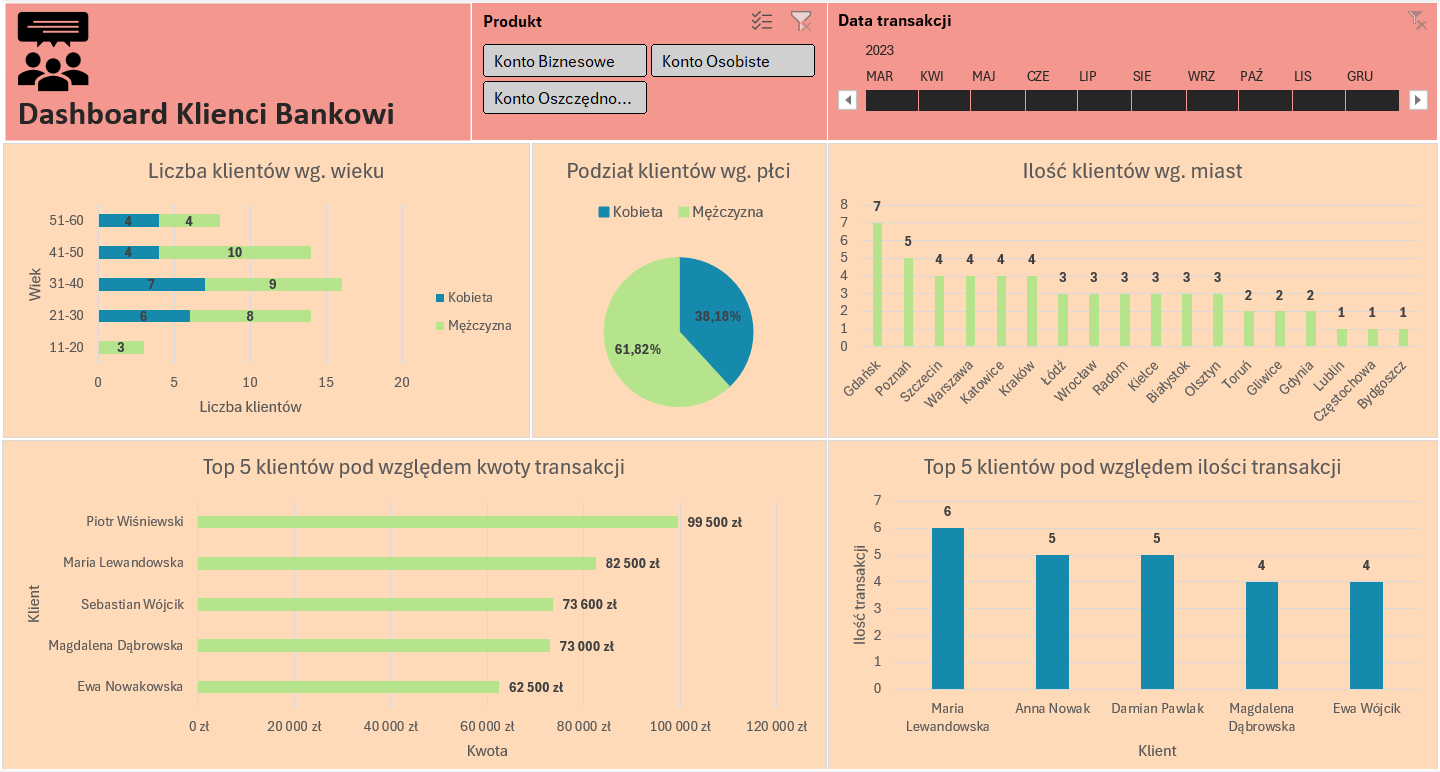 Dashboard Klienci Bankowi
Produkt
Konto Biznesowe
Konto Osobiste
Konto Oszczędno...
Data transakcji
2023
MAR KWI MAJ CZE LIP SIE WRZ PAŹ LIS GRU
Liczba klientów wg. wieku
Wiek
51-60 4 4
41-50 4 10
31-40 7 9
21-30 6 8
11-20 3
0 5 10 15 20
Liczba klientów
Kobieta
Mężczyzna
Podział klientów wg. płci
Kobieta Mężczyzna
38,18%
61,82%
Ilość klientów wg. miast
8
7
6
5
4
3
2
1
0
7 5 4 4 4 4 3 3 3 3 3 3 2 2 2 1 1 1
Gdańsk
Poznań
Szczecin
Warszawa
Katowice
Kraków
Łódź
Wrocław
Radom
Kielce
Białystok
Olsztyn
Toruń
Gliwice
Gdynia
Lublin
Częstochowa
Bydgoszcz
Top 5 klientów pod względem kwoty transakcji
Klient
Piotr Wiśniewski 99 500 zł
Maria Lewandowska 82 500 zł
Sebastian Wójcik 73 600 zł
Magdalena Dąbrowska 73 000 zł
Ewa Nowakowska 62 500 zł
0 zł 20 000 zł 40 000 zł 60 000 zł 80 000 zł 100 000 zł 120 000 zł
Kwota
Top 5 klientów pod względem ilości transakcji
Ilość transakcji
7
6
5
4
3
2
1
0
6 5 5 4 4
Maria
Lewandowska
Anna Nowak
Damian Pawlak
Magdalena
Dąbrowska
Ewa Wójcik
Klient